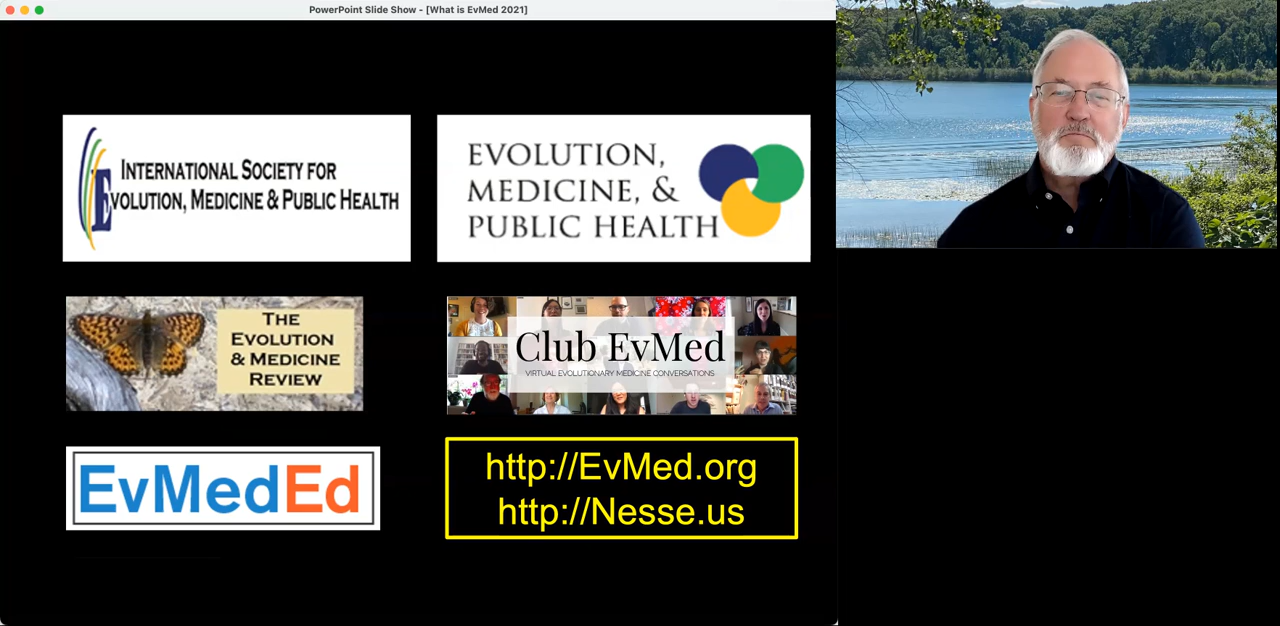 PowerPoint Slide Show - [What is EvMed 2021]
INTERNATIONAL SOCIETY FOR
EVOLUTION, MEDICINE & PUBLIC HEALTH
EVOLUTION,
MEDICINE, &
PUBLIC HEALTH
THE
EVOLUTION
& MEDICINE
REVIEW
Club EvMed
VIRTUAL EVOLUTIONARY MEDICINE CONVERSATIONS
EvMedEd
http://EvMed.org
http://Nesse.us